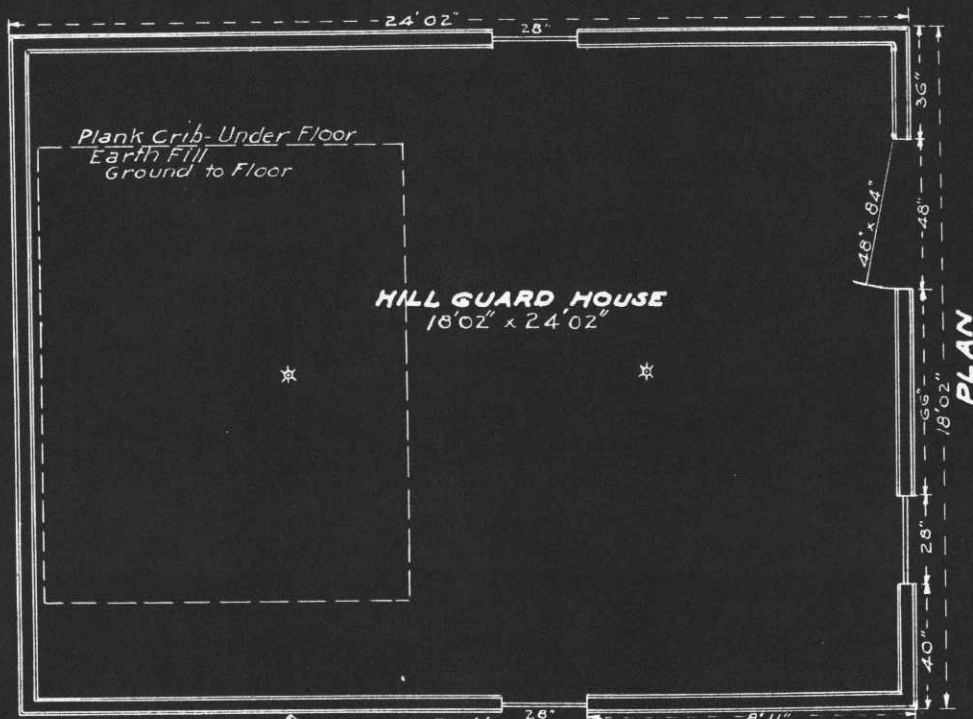 24'02"
28"
36"
Plank Crib-Under Floor
Earth Fill
Ground to Floor
48" x 84"
48"
HILL GUARD HOUSE
18'02" x 24'02"
PLAN
18'02"
66"
28"
40"
28"
8'11"